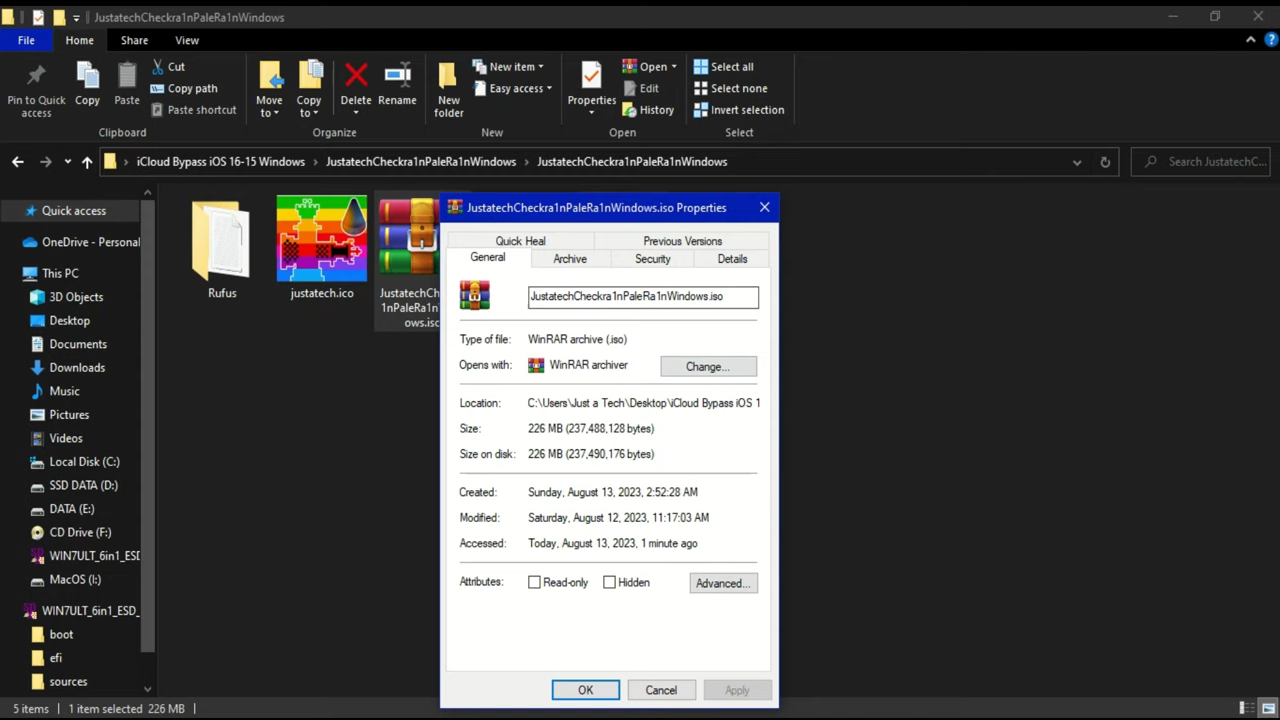 JustatechCheckra1nPaleRa1nWindows
File
Home
Share
View
Pin to Quick
access
Copy
Paste
Cut
Copy path
Paste shortcut
Clipboard
Move
to
Copy
to
Delete
Rename
Organize
New
folder
New item
Easy access
New
Properties
Open
Edit
History
Open
Select all
Select none
Invert selection
Select
iCloud Bypass iOS 16-15 Windows
JustatechCheckra1nPaleRa1nWindows
JustatechCheckra1nPaleRa1nWindows
Search JustatechC...
Quick access
OneDrive - Personal
This PC
3D Objects
Desktop
Documents
Downloads
Music
Pictures
Videos
Local Disk (C:)
SSD DATA (D:)
DATA (E:)
CD Drive (F:)
WIN7ULT_6in1_ESD
MacOS (I:)
WIN7ULT_6in1_ESD_
boot
efi
sources
Rufus
justatech.ico
JustatechCh
1nPaleRa1n
ows.isc
JustatechCheckra1nPaleRa1nWindows.iso Properties
Quick Heal
Previous Versions
General
Archive
Security
Details
JustatechCheckra1nPaleRa1nWindows.iso
Type of file: WinRAR archive (.iso)
Opens with: WinRAR archiver
Change...
Location: C:\Users\Just a Tech\Desktop\iCloud Bypass iOS 1
Size: 226 MB (237,488,128 bytes)
Size on disk: 226 MB (237,490,176 bytes)
Created: Sunday, August 13, 2023, 2:52:28 AM
Modified: Saturday, August 12, 2023, 11:17:03 AM
Accessed: Today, August 13, 2023, 1 minute ago
Attributes: Read-only Hidden
Advanced...
OK
Cancel
Apply
5 items
1 item selected 226 MB